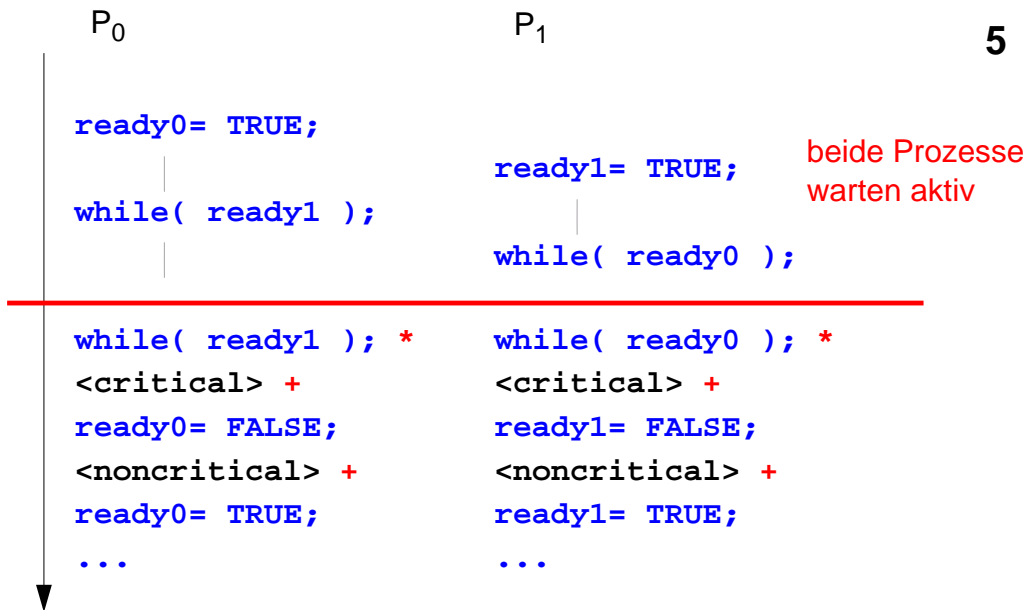 P0
P1
5
ready0= TRUE;
ready1= TRUE;
beide Prozesse
warten aktiv
while( ready1 );
while( ready0 );
while( ready1 ); *
while( ready0 ); *
<critical> +
<critical> +
ready0= FALSE;
ready1= FALSE;
<noncritical> +
<noncritical> +
ready0= TRUE;
ready1= TRUE;
...
...